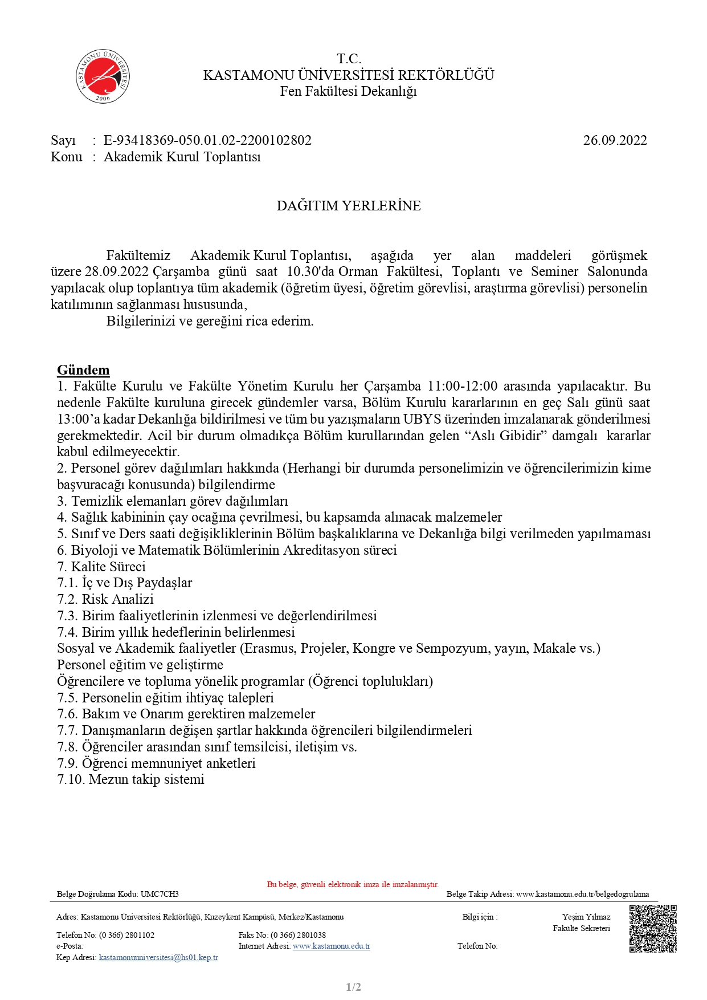 KASTAMONU ÜNİVERSİTESİ
2006
T.C.
KASTAMONU ÜNİVERSİTESİ REKTÖRLÜĞÜ
Fen Fakültesi Dekanlığı
Sayı : E-93418369-050.01.02-2200102802 26.09.2022
Konu : Akademik Kurul Toplantısı
DAĞITIM YERLERİNE
Fakültemiz Akademik Kurul Toplantısı, aşağıda yer alan maddeleri görüşmek
üzere 28.09.2022 Çarşamba günü saat 10.30'da Orman Fakültesi, Toplantı ve Seminer Salonunda
yapılacak olup toplantıya tüm akademik (öğretim üyesi, öğretim görevlisi, araştırma görevlisi) personelin
katılımının sağlanması hususunda,
Bilgilerinizi ve gereğini rica ederim.
Gündem
1. Fakülte Kurulu ve Fakülte Yönetim Kurulu her Çarşamba 11:00-12:00 arasında yapılacaktır. Bu
nedenle Fakülte kuruluna girecek gündemler varsa, Bölüm Kurulu kararlarının en geç Salı günü saat
13:00’a kadar Dekanlığa bildirilmesi ve tüm bu yazışmaların UBYS üzerinden imzalanarak gönderilmesi
gerekmektedir. Acil bir durum olmadıkça Bölüm kurullarından gelen “Aslı Gibidir” damgalı kararlar
kabul edilmeyecektir.
2. Personel görev dağılımları hakkında (Herhangi bir durumda personelimizin ve öğrencilerimizin kime
başvuracağı konusunda) bilgilendirme
3. Temizlik elemanları görev dağılımları
4. Sağlık kabininin çay ocağına çevrilmesi, bu kapsamda alınacak malzemeler
5. Sınıf ve Ders saati değişikliklerinin Bölüm başkalıklarına ve Dekanlığa bilgi verilmeden yapılmaması
6. Biyoloji ve Matematik Bölümlerinin Akreditasyon süreci
7. Kalite Süreci
7.1. İç ve Dış Paydaşlar
7.2. Risk Analizi
7.3. Birim faaliyetlerinin izlenmesi ve değerlendirilmesi
7.4. Birim yıllık hedeflerinin belirlenmesi
Sosyal ve Akademik faaliyetler (Erasmus, Projeler, Kongre ve Sempozyum, yayın, Makale vs.)
Personel eğitim ve geliştirme
Öğrencilere ve topluma yönelik programlar (Öğrenci toplulukları)
7.5. Personelin eğitim ihtiyaç talepleri
7.6. Bakım ve Onarım gerektiren malzemeler
7.7. Danışmanların değişen şartlar hakkında öğrencileri bilgilendirmeleri
7.8. Öğrenciler arasından sınıf temsilcisi, iletişim vs.
7.9. Öğrenci memnuniyet anketleri
7.10. Mezun takip sistemi
Bu belge, güvenli elektronik imza ile imzalanmıştır.
Belge Doğrulama Kodu: UMC7CH3 Belge Takip Adresi: www.kastamonu.edu.tr/belgedogrulama
Adres: Kastamonu Üniversitesi Rektörlüğü, Kuzeykent Kampüsü, Merkez/Kastamonu Bilgi için : Yeşim Yılmaz
Fakülte Sekreteri
Telefon No: (0 366) 2801102 Faks No: (0 366) 2801038
e-Posta: İnternet Adresi: www.kastamonu.edu.tr Telefon No:
Kep Adresi: kastamonuuniversitesi@hs01.kep.tr
1/2